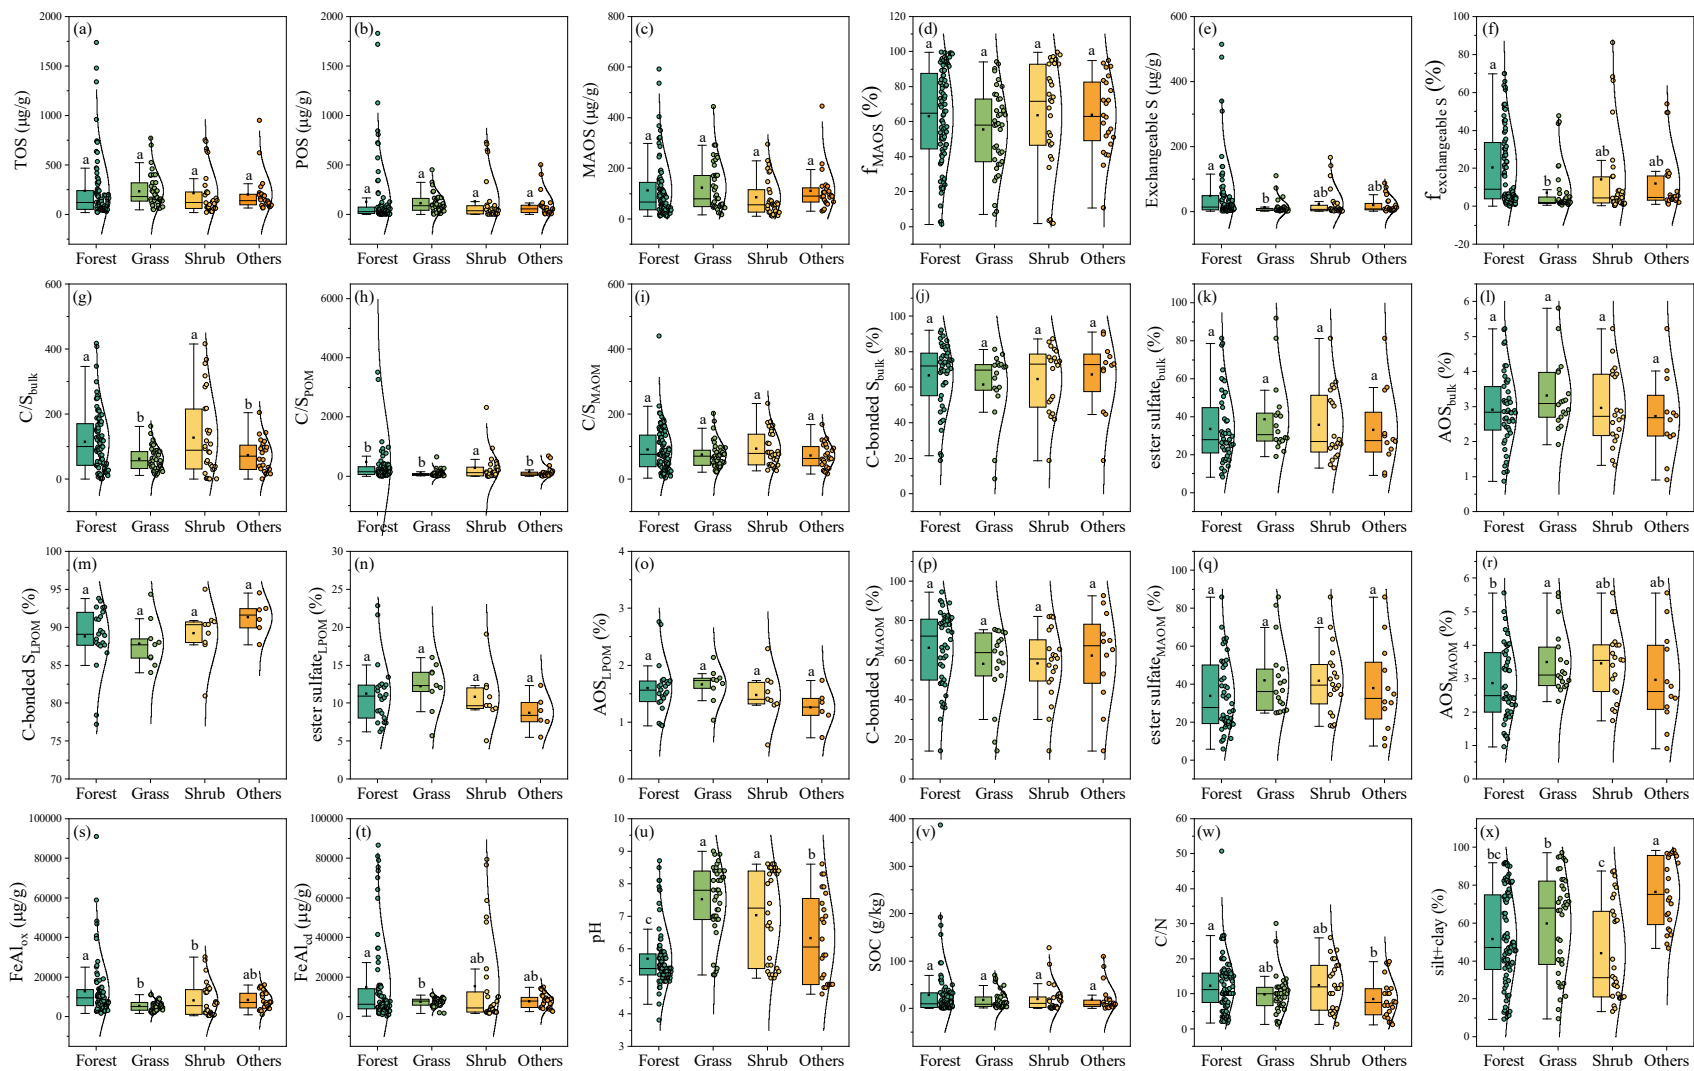 (a)
TOS (μg/g)
2000
1500
1000
500
0
-200
a a a a
Forest Grass Shrub Others
(b)
POS (μg/g)
2000
1500
1000
500
0
-200
a a a a
Forest Grass Shrub Others
(c)
MAOS (μg/g)
800
600
400
200
0
a a a a
Forest Grass Shrub Others
(d)
fMAOS (%)
120
100
80
60
40
20
0
a a a a
Forest Grass Shrub Others
(e)
Exchangeable S (μg/g)
600
400
200
0
a b ab ab
Forest Grass Shrub Others
(f)
fexchangeable S (%)
100
80
60
40
20
0
-20
a b ab ab
Forest Grass Shrub Others
(g)
C/Sbulk
600
400
200
0
a b a b
Forest Grass Shrub Others
(h)
C/SPOM
6000
4000
2000
0
b b a b
Forest Grass Shrub Others
(i)
C/SMAOM
600
400
200
0
a a a a
Forest Grass Shrub Others
(j)
C-bonded Sbulk (%)
100
80
60
40
20
0
a a a a
Forest Grass Shrub Others
(k)
ester sulfatebulk (%)
100
80
60
40
20
0
a a a a
Forest Grass Shrub Others
(l)
AOSbulk (%)
6
5
4
3
2
1
0
a a a a
Forest Grass Shrub Others
(m)
C-bonded SLPOM (%)
100
95
90
85
80
75
70
a a a a
Forest Grass Shrub Others
(n)
ester sulfateLPOM (%)
30
25
20
15
10
5
0
a a a a
Forest Grass Shrub Others
(o)
AOSLPOM (%)
4
3
2
1
0
a a a a
Forest Grass Shrub Others
(p)
C-bonded SMAOM (%)
100
80
60
40
20
0
a a a a
Forest Grass Shrub Others
(q)
ester sulfateMAOM (%)
100
80
60
40
20
0
a a a a
Forest Grass Shrub Others
(r)
AOSMAOM (%)
6
5
4
3
2
1
0
b a ab ab
Forest Grass Shrub Others
(s)
FeAlox (μg/g)
100000
80000
60000
40000
20000
0
a b b ab
Forest Grass Shrub Others
(t)
FeAlcd (μg/g)
100000
80000
60000
40000
20000
0
a b ab ab
Forest Grass Shrub Others
(u)
pH
10
9
8
7
6
5
4
3
c a a b
Forest Grass Shrub Others
(v)
SOC (g/kg)
400
300
200
100
0
a a a a
Forest Grass Shrub Others
(w)
C/N
60
50
40
30
20
10
0
a ab ab b
Forest Grass Shrub Others
(x)
silt+clay (%)
100
80
60
40
20
0
bc b c a
Forest Grass Shrub Others